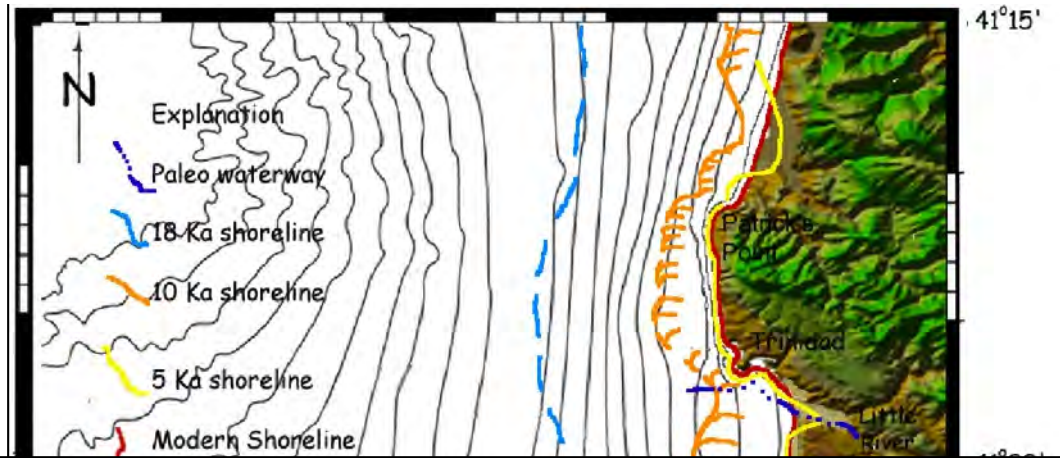 41°15'
N
Explanation
Paleo waterway
18 Ka shoreline
10 Ka shoreline
5 Ka shoreline
Modern Shoreline
Patrick's
Point
Trinidad
Little
River